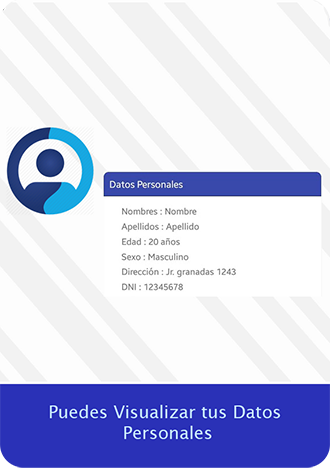 Datos Personales
Nombres : Nombre
Apellidos : Apellido
Edad : 20 años
Sexo : Masculino
Dirección : Jr. granadas 1243
DNI : 12345678
Puedes Visualizar tus Datos
Personales